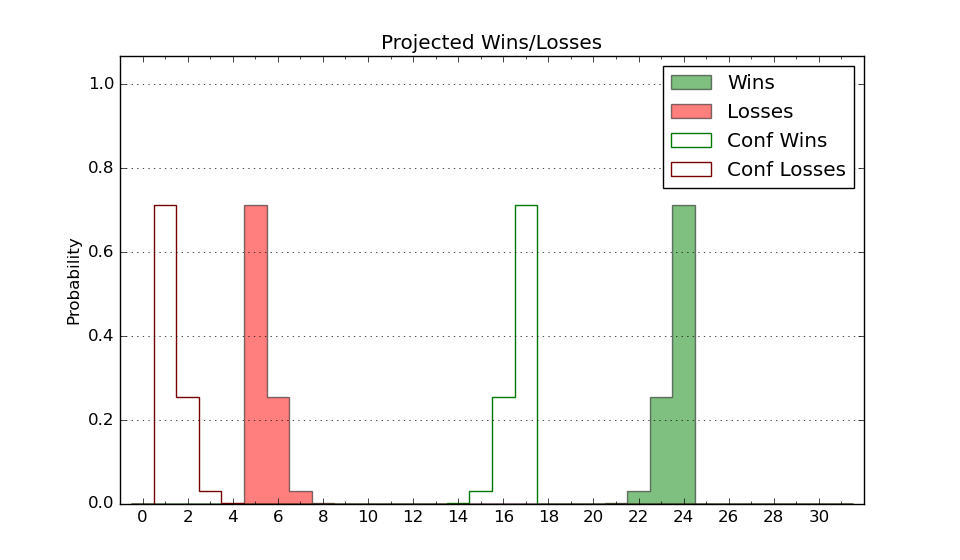 Projected Wins/Losses
Wins
Losses
Conf Wins
Conf Losses
Probability
1.0
0.8
0.6
0.4
0.2
0.0
0 2 4 6 8 10 12 14 16 18 20 22 24 26 28 30